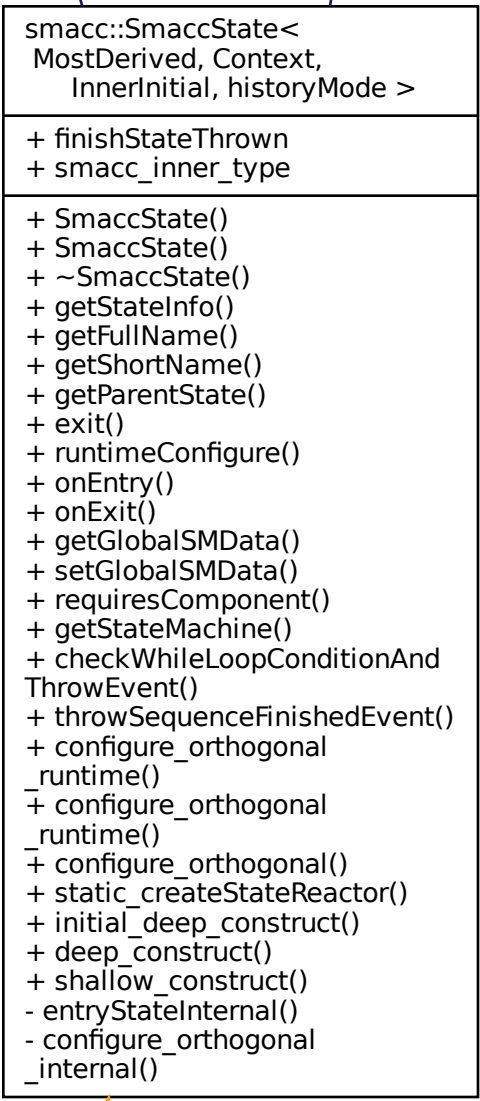 smacc::SmaccState<
MostDerived, Context,
InnerInitial, historyMode >
+ finishStateThrown
+ smacc_inner_type
+ SmaccState()
+ SmaccState()
+ ~SmaccState()
+ getStateInfo()
+ getFullName()
+ getShortName()
+ getParentState()
+ exit()
+ runtimeConfigure()
+ onEntry()
+ onExit()
+ getGlobalSMData()
+ setGlobalSMData()
+ requiresComponent()
+ getStateMachine()
+ checkWhileLoopConditionAnd
ThrowEvent()
+ throwSequenceFinishedEvent()
+ configure_orthogonal
_runtime()
+ configure_orthogonal
_runtime()
+ configure_orthogonal()
+ static_createStateReactor()
+ initial_deep_construct()
+ deep_construct()
+ shallow_construct()
- entryStateInternal()
- configure_orthogonal
_internal()